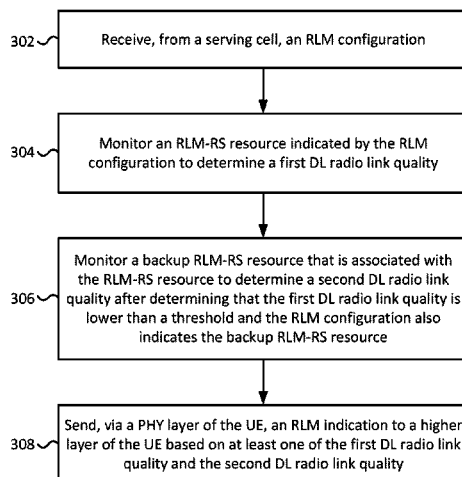 302
Receive, from a serving cell, an RLM configuration
304
Monitor an RLM-RS resource indicated by the RLM
configuration to determine a first DL radio link quality
306
Monitor a backup RLM-RS resource that is associated with
the RLM-RS resource to determine a second DL radio link
quality after determining that the first DL radio link quality is
lower than a threshold and the RLM configuration also
indicates the backup RLM-RS resource
308
Send, via a PHY layer of the UE, an RLM indication to a higher
layer of the UE based on at least one of the first DL radio link
quality and the second DL radio link quality